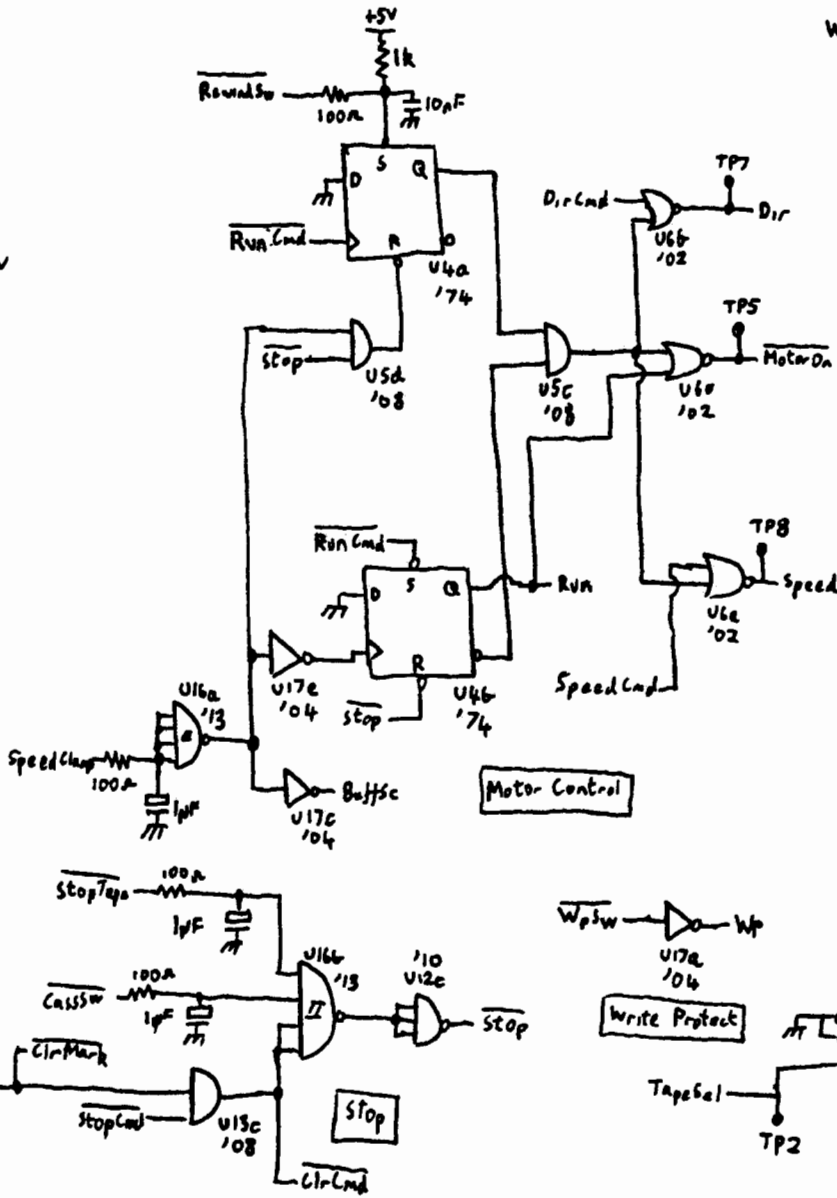 +5V
1k
RewindSw
100Ω
10nF
S
D
Q
RunCmd
R
U4a
'74
Stop
U5d
'08
DirCmd
TP7
Dir
U6b
'02
U5c
'08
TP5
MotorOn
'02
RunCmd
S
D
Q
Run
R
U4b
'74
Stop
TP8
Speed
'02
SpeedCmd
U17e
'04
U16a
'13
SpeedClamp
100Ω
1µF
U17c
'04
BuffSc
Motor Control
StopTape
100Ω
1µF
U16b
'13
'10
U12c
CassSw
100Ω
1µF
Stop
ClrMark
StopCmd
U13c
'08
Stop
ClrCmd
WpSw
Wp
U17a
'04
Write Protect
TapeSel
TP2